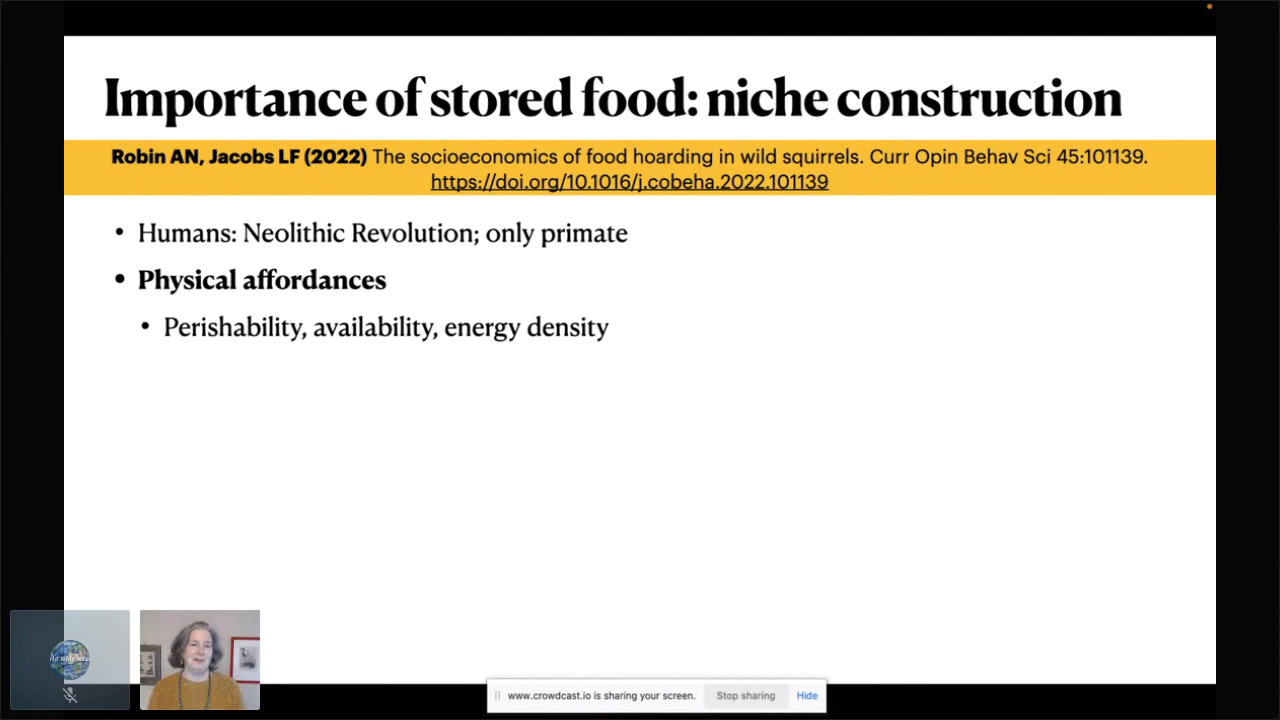 Importance of stored food: niche construction
Robin AN, Jacobs LF (2022) The socioeconomics of food hoarding in wild squirrels. Curr Opin Behav Sci 45:101139.
https://doi.org/10.1016/j.cobeha.2022.101139
• Humans: Neolithic Revolution; only primate
• Physical affordances
• Perishability, availability, energy density
www.crowdcast.io is sharing your screen. Stop sharing Hide